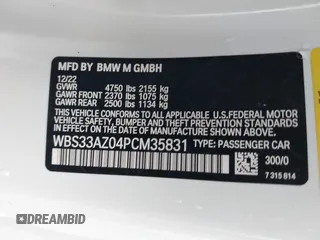 MFD BY BMW M GMBH
12/22
GVWR 4750 lbs 2155 kg
GAWR FRONT 2370 lbs 1075 kg
GAWR REAR 2500 lbs 1134 kg
THIS VEHICLE CONFORMS TO ALL APPLICABLE U.S. FEDERAL MOTOR
VEHICLE SAFETY, BUMPER, AND THEFT PREVENTION STANDARDS
IN EFFECT ON THE DATE OF MANUFACTURE SHOWN ABOVE.
WBS33AZ04PCM35831 TYPE: PASSENGER CAR
300/0
7 315 814
DREAMBID